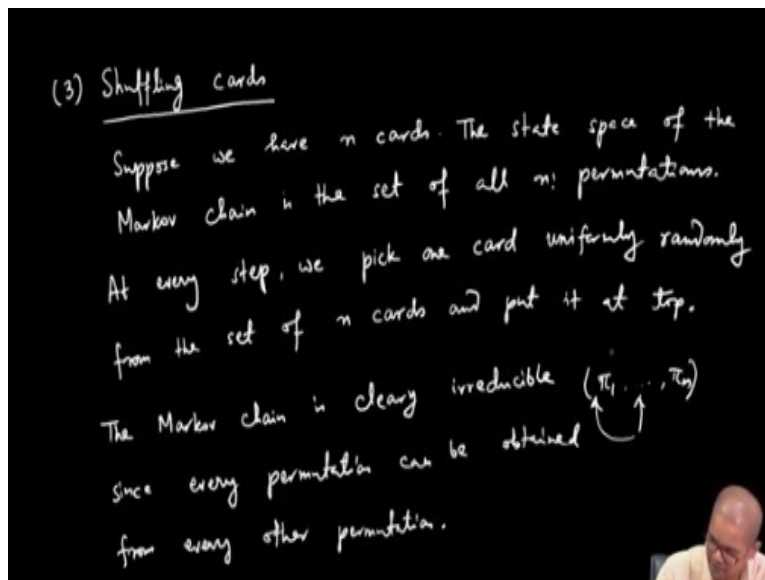 (3) Shuffling cards
Suppose we have n cards. The state space of the
Markov chain is the set of all n! permutations.
At every step, we pick one card uniformly randomly
from the set of n cards and put it at top.
The Markov chain is cleary irreducible (π₁, ..., πₙ)
since every permutation can be obtained
from every other permutation.